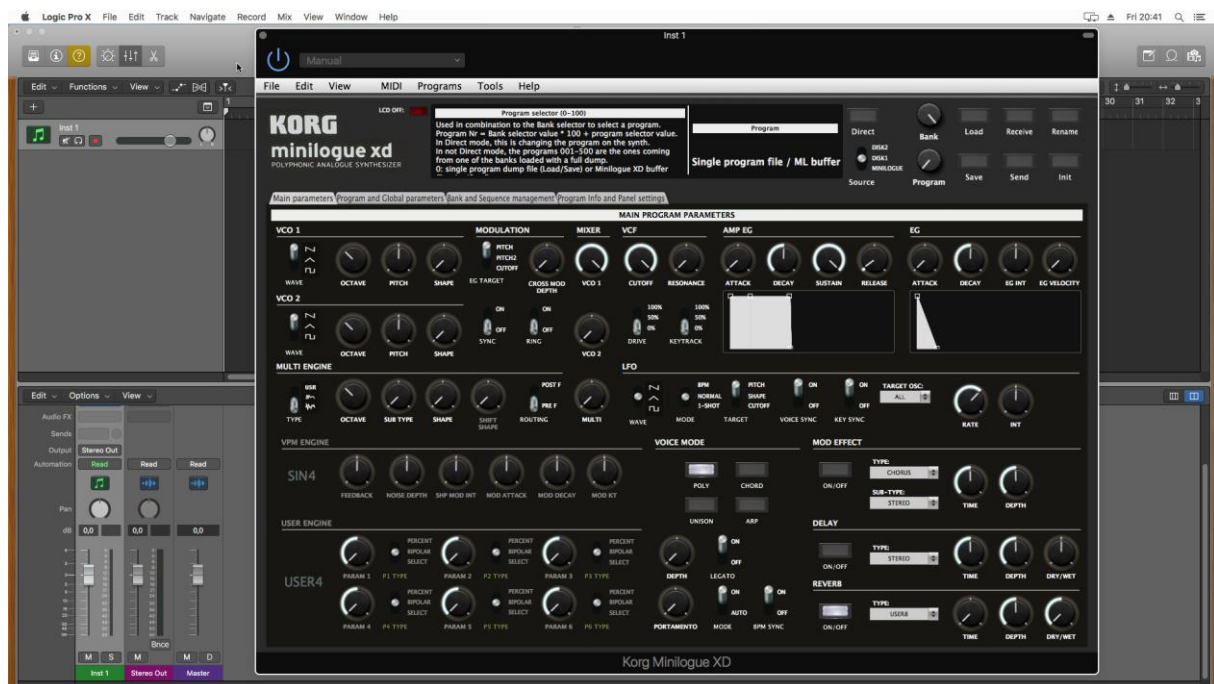 Logic Pro X File Edit Track Navigate Record Mix View Window Help Fri 20:41
Inst 1
Manual
Edit Functions View
File Edit View MIDI Programs Tools Help
1
30 31 32 3
Inst 1
LCD OFF:
KORG
minilogue xd
POLYPHONIC ANALOGUE SYNTHESIZER
Program selector (0-100)
Used in combination to the Bank selector to select a program.
Program Nr = Bank selector value * 100 + program selector value.
In Direct mode, this is changing the program on the synth.
In not Direct mode, the programs 001-500 are the ones coming
from one of the banks loaded with a full dump.
0: single program dump file (Load/Save) or Minilogue XD buffer
Program
Single program file / ML buffer
Direct Bank Load Receive Rename
DISK2
DISK1
MINILOGUE
Source Program Save Send Init
Main parameters Program and Global parameters Bank and Sequence management Program Info and Panel settings
MAIN PROGRAM PARAMETERS
VCO 1 MODULATION MIXER VCF AMP EG EG
PITCH
PITCH2
CUTOFF
WAVE OCTAVE PITCH SHAPE EG TARGET CROSS MOD DEPTH VCO 1 CUTOFF RESONANCE ATTACK DECAY SUSTAIN RELEASE ATTACK DECAY EG INT EG VELOCITY
VCO 2
ON ON 100% 100%
50% 50%
OFF OFF 0% 0%
SYNC RING DRIVE KEYTRACK
WAVE OCTAVE PITCH SHAPE VCO 2
MULTI ENGINE LFO
USR POST F BPM PITCH ON ON TARGET OSC:
PRE F NORMAL SHAPE ALL
1-SHOT CUTOFF OFF OFF
TYPE OCTAVE SUB TYPE SHAPE SHIFT SHAPE ROUTING MULTI WAVE MODE TARGET VOICE SYNC KEY SYNC RATE INT
Edit Options View
Audio FX
Sends
Output Stereo Out
Automation Read Read Read
Pan
dB 0,0 0,0 0,0
Bnce
M S M M D
Inst 1 Stereo Out Master
VPM ENGINE VOICE MODE MOD EFFECT
SIN4
FEEDBACK NOISE DEPTH SHP MOD INT MOD ATTACK MOD DECAY MOD KT
POLY CHORD
UNISON ARP
TYPE:
CHORUS
ON/OFF
SUB-TYPE:
STEREO
TIME DEPTH
USER ENGINE DELAY
USER4
PERCENT PERCENT PERCENT
BIPOLAR BIPOLAR BIPOLAR
SELECT SELECT SELECT
PARAM 1 P1 TYPE PARAM 2 P2 TYPE PARAM 3 P3 TYPE
PERCENT PERCENT PERCENT
BIPOLAR BIPOLAR BIPOLAR
SELECT SELECT SELECT
PARAM 4 P4 TYPE PARAM 5 P5 TYPE PARAM 6 P6 TYPE
ON
OFF
DEPTH LEGATO
ON ON
AUTO OFF
PORTAMENTO MODE BPM SYNC
TYPE:
STEREO
ON/OFF TIME DEPTH DRY/WET
REVERB
TYPE:
USER8
ON/OFF TIME DEPTH DRY/WET
Korg Minilogue XD